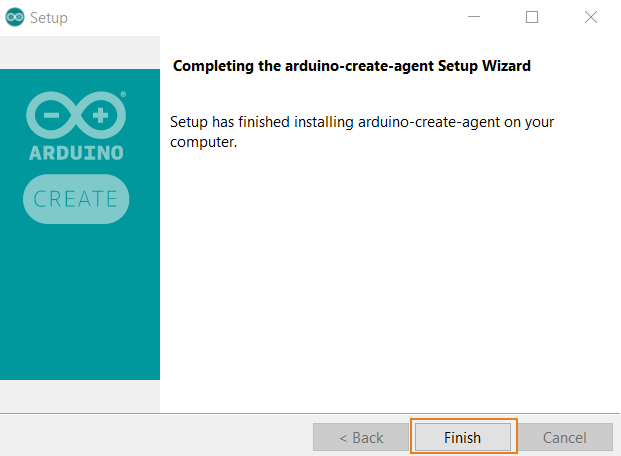 Setup
Completing the arduino-create-agent Setup Wizard
Setup has finished installing arduino-create-agent on your
computer.
ARDUINO
CREATE
< Back
Finish
Cancel